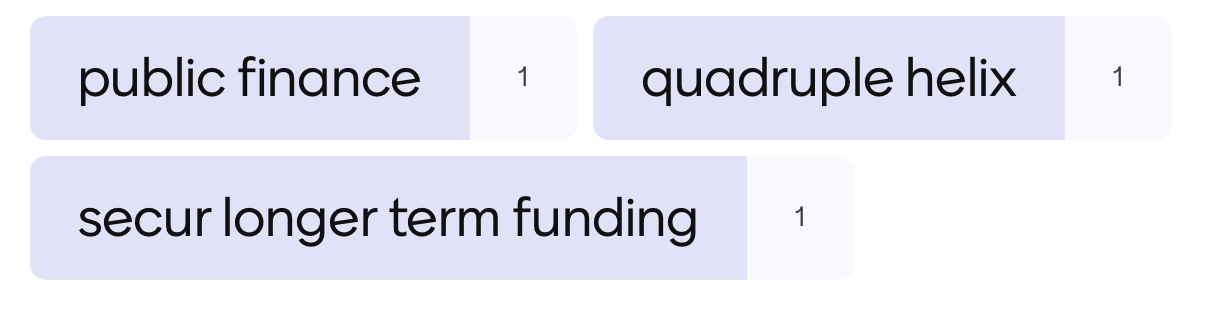 public finance 1 quadruple helix 1
secur longer term funding 1